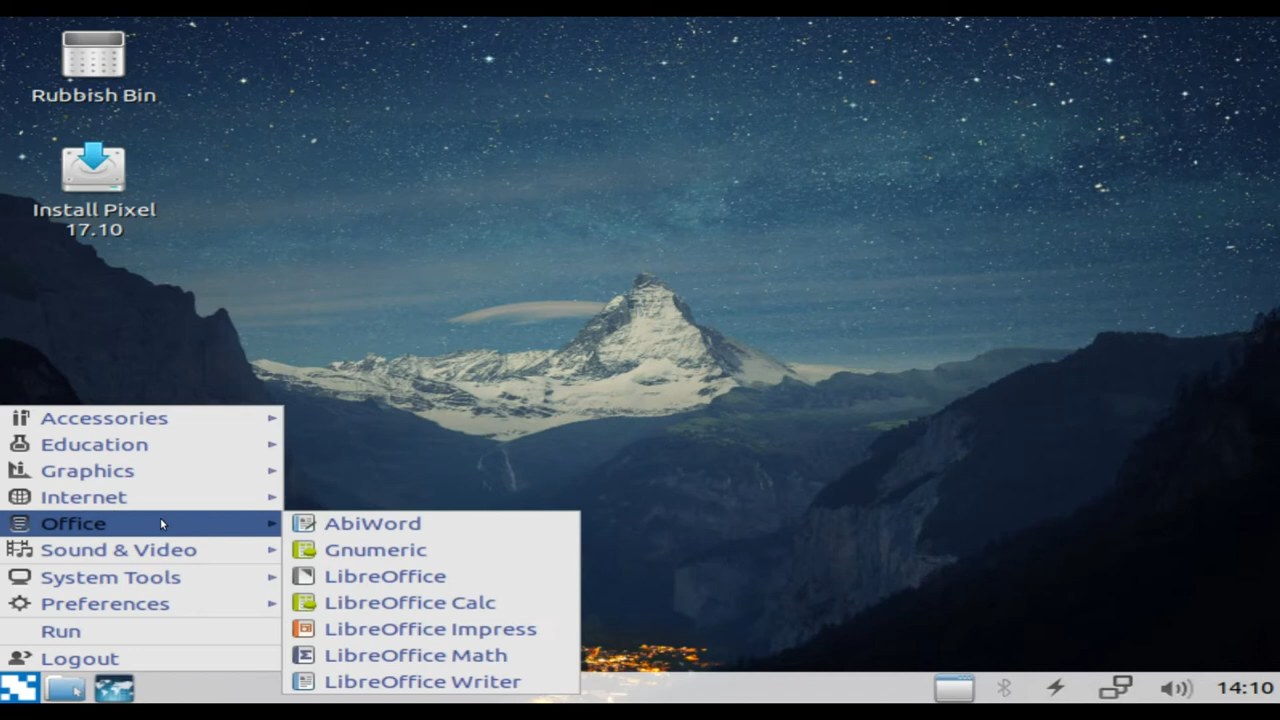 Rubbish Bin
Install Pixel
17.10
Accessories
Education
Graphics
Internet
Office
Sound & Video
System Tools
Preferences
Run
Logout
AbiWord
Gnumeric
LibreOffice
LibreOffice Calc
LibreOffice Impress
LibreOffice Math
LibreOffice Writer
14:10